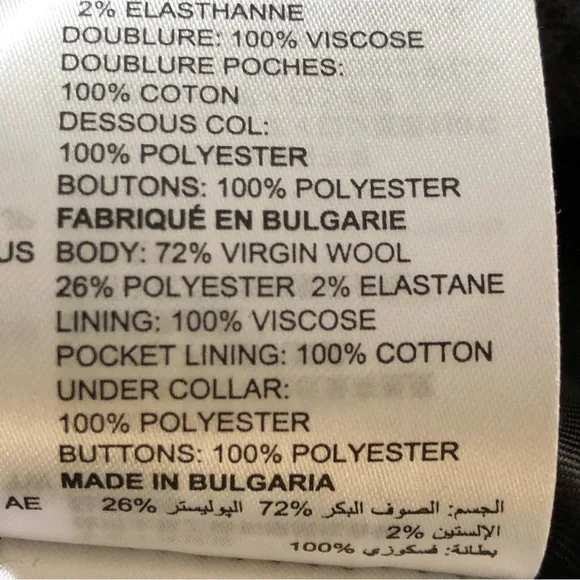 2% ELASTHANNE
DOUBLURE: 100% VISCOSE
DOUBLURE POCHES:
100% COTON
DESSOUS COL:
100% POLYESTER
BOUTONS: 100% POLYESTER
FABRIQUÉ EN BULGARIE
US BODY: 72% VIRGIN WOOL
26% POLYESTER 2% ELASTANE
LINING: 100% VISCOSE
POCKET LINING: 100% COTTON
UNDER COLLAR:
100% POLYESTER
BUTTONS: 100% POLYESTER
MADE IN BULGARIA
AE الجسم: الصوف البكر 72% البوليستر 26%
الإلستين 2%
بطانة: فسكوزي 100%